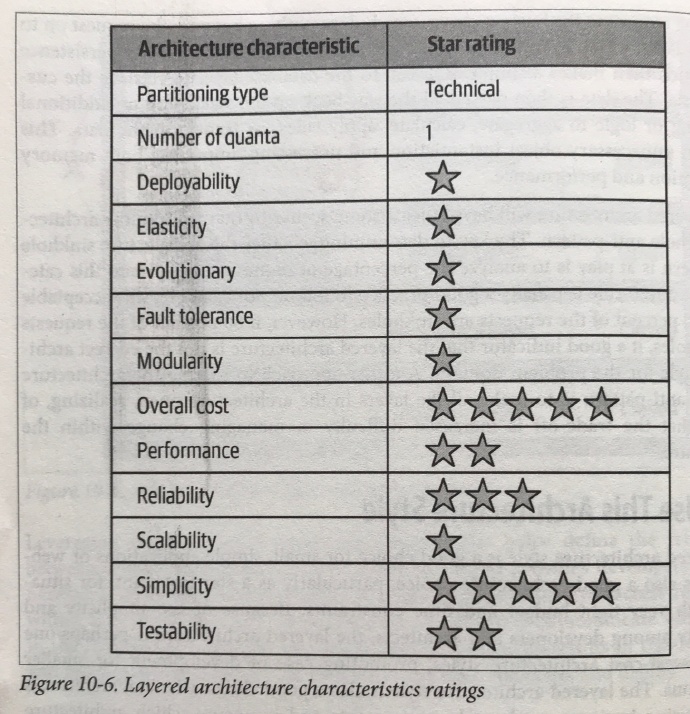 Architecture characteristic Star rating
Partitioning type Technical
Number of quanta 1
Deployability ☆
Elasticity ☆
Evolutionary ☆
Fault tolerance ☆
Modularity ☆
Overall cost ☆☆☆☆☆
Performance ☆☆
Reliability ☆☆☆
Scalability ☆
Simplicity ☆☆☆☆☆
Testability ☆☆
Figure 10-6. Layered architecture characteristics ratings